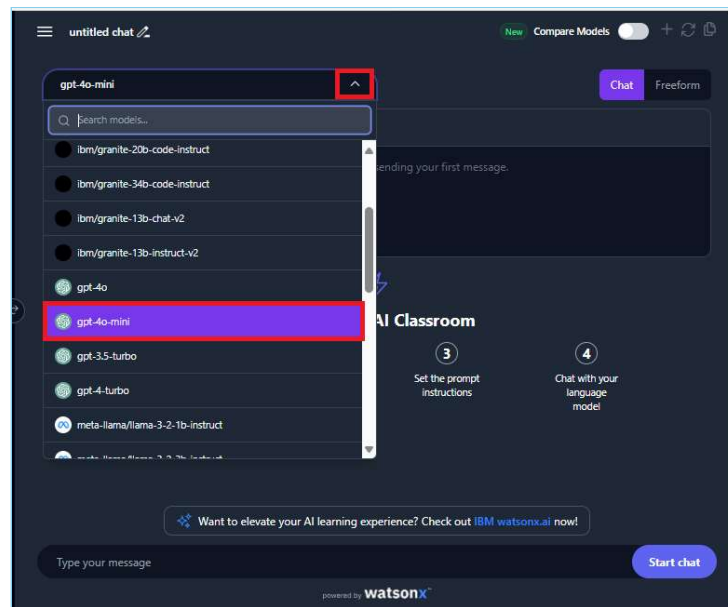 untitled chat
New Compare Models
gpt-4o-mini
Chat Freeform
Search models...
ibm/granite-20b-code-instruct
ibm/granite-34b-code-instruct
ibm/granite-13b-chat-v2
ibm/granite-13b-instruct-v2
gpt-4o
gpt-4o-mini
gpt-3.5-turbo
gpt-4-turbo
meta-llama/llama-3-2-1b-instruct
sending your first message.
AI Classroom
3
Set the prompt
instructions
4
Chat with your
language
model
Want to elevate your AI learning experience? Check out IBM watsonx.ai now!
Type your message
Start chat
powered by watsonx